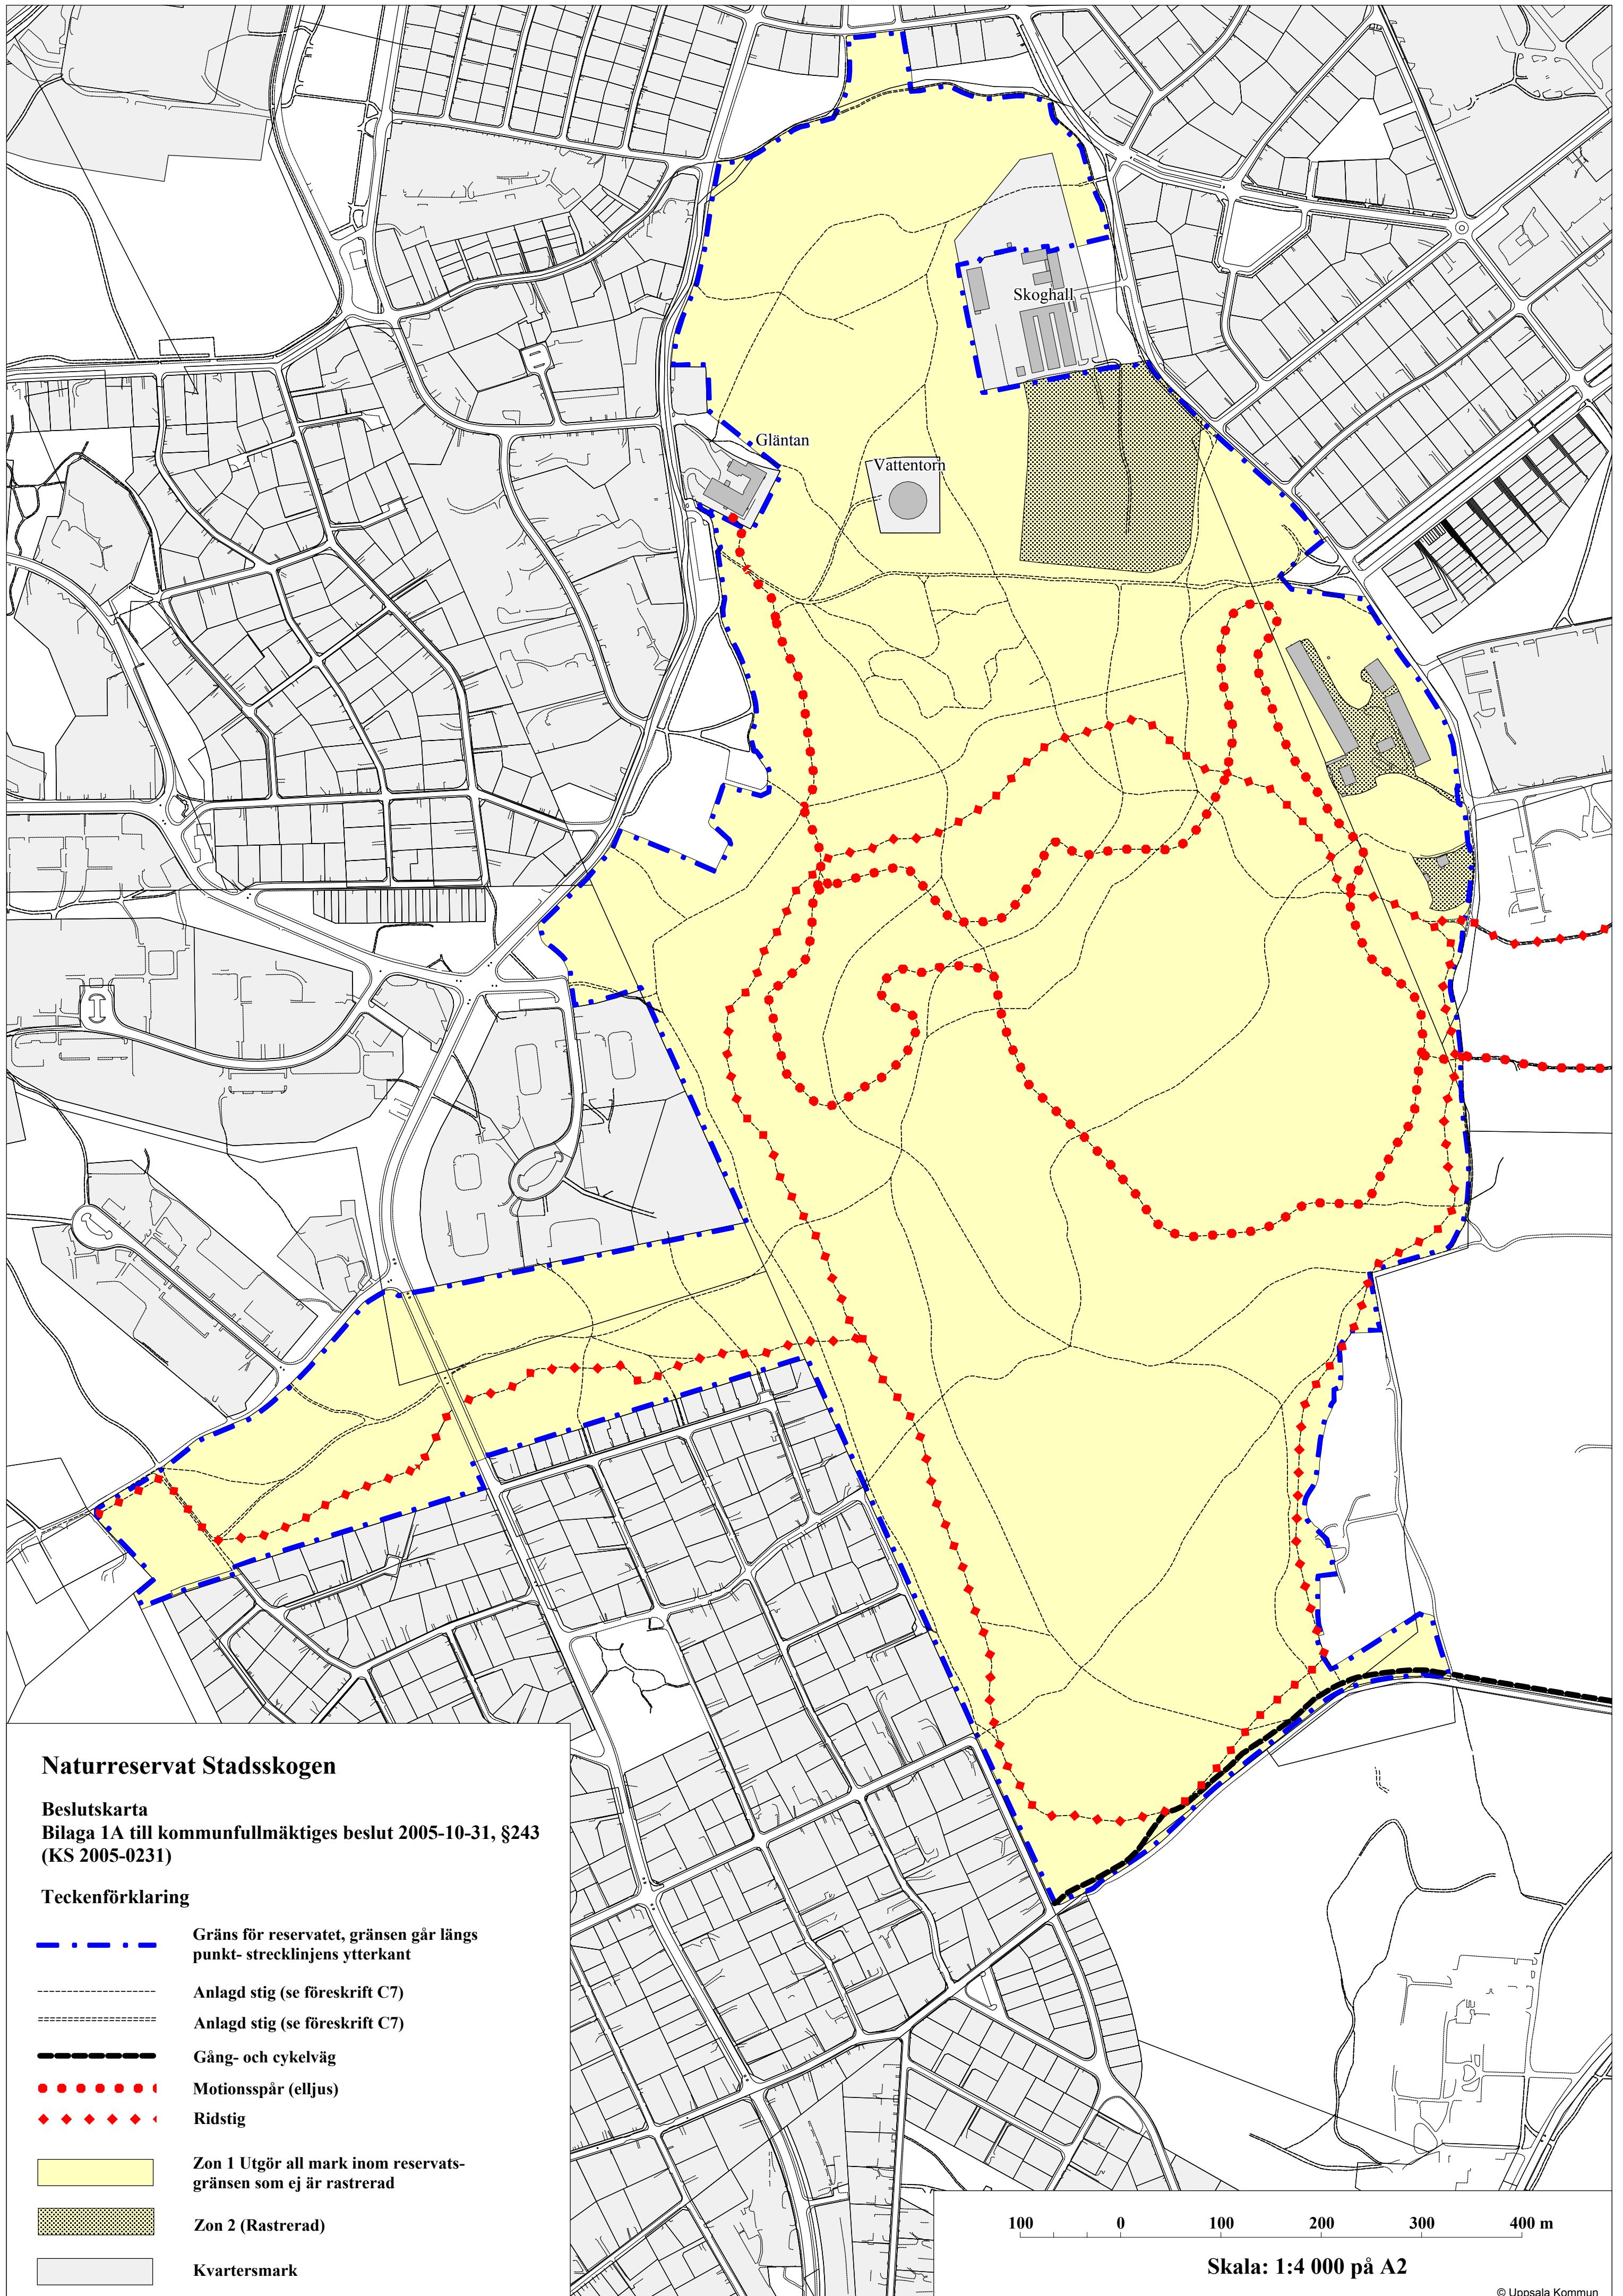 Skoghall
Gläntan
Vattentorn
Naturreservat Stadsskogen
Beslutskarta
Bilaga 1A till kommunfullmäktiges beslut 2005-10-31, §243
(KS 2005-0231)
Teckenförklaring
Gräns för reservatet, gränsen går längs
punkt- strecklinjens ytterkant
Anlagd stig (se föreskrift C7)
Anlagd stig (se föreskrift C7)
Gång- och cykelväg
Motionsspår (elljus)
Ridstig
Zon 1 Utgör all mark inom reservats-
gränsen som ej är rastrerad
Zon 2 (Rastrerad)
Kvartersmark
100 0 100 200 300 400 m
Skala: 1:4 000 på A2
© Uppsala Kommun